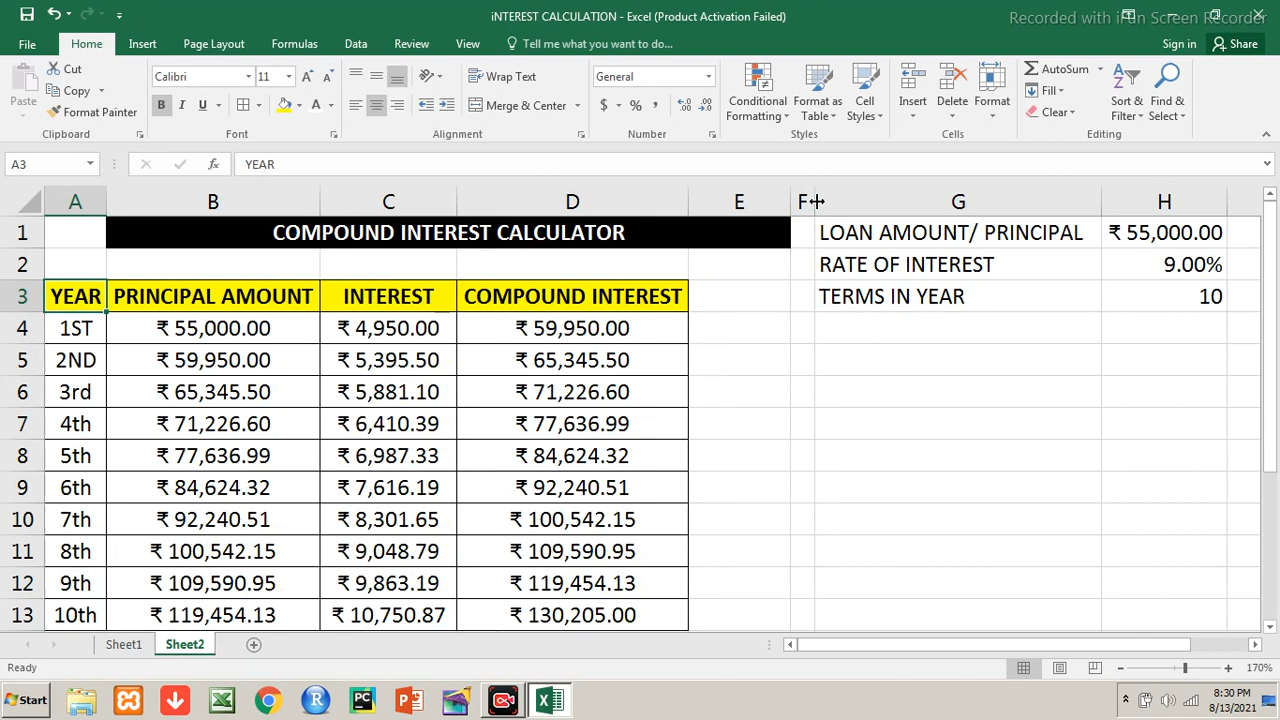 iNTEREST CALCULATION - Excel (Product Activation Failed)
Recorded with iFun Screen Recorder
File Home Insert Page Layout Formulas Data Review View Tell me what you want to do... Sign in Share
Paste Cut Copy Format Painter Clipboard
Calibri 11 B I U A A A Font
Wrap Text Merge & Center Alignment
General $ % , Number
Conditional Formatting Format as Table Cell Styles Styles
Insert Delete Format Cells
AutoSum Fill Clear Sort & Filter Find & Select Editing
A3 fx YEAR
A B C D E F G H
1 COMPOUND INTEREST CALCULATOR LOAN AMOUNT/ PRINCIPAL ₹ 55,000.00
2 RATE OF INTEREST 9.00%
3 YEAR PRINCIPAL AMOUNT INTEREST COMPOUND INTEREST TERMS IN YEAR 10
4 1ST ₹ 55,000.00 ₹ 4,950.00 ₹ 59,950.00
5 2ND ₹ 59,950.00 ₹ 5,395.50 ₹ 65,345.50
6 3rd ₹ 65,345.50 ₹ 5,881.10 ₹ 71,226.60
7 4th ₹ 71,226.60 ₹ 6,410.39 ₹ 77,636.99
8 5th ₹ 77,636.99 ₹ 6,987.33 ₹ 84,624.32
9 6th ₹ 84,624.32 ₹ 7,616.19 ₹ 92,240.51
10 7th ₹ 92,240.51 ₹ 8,301.65 ₹ 100,542.15
11 8th ₹ 100,542.15 ₹ 9,048.79 ₹ 109,590.95
12 9th ₹ 109,590.95 ₹ 9,863.19 ₹ 119,454.13
13 10th ₹ 119,454.13 ₹ 10,750.87 ₹ 130,205.00
Sheet1 Sheet2
Ready 170%
Start R PC 8:30 PM
8/13/2021